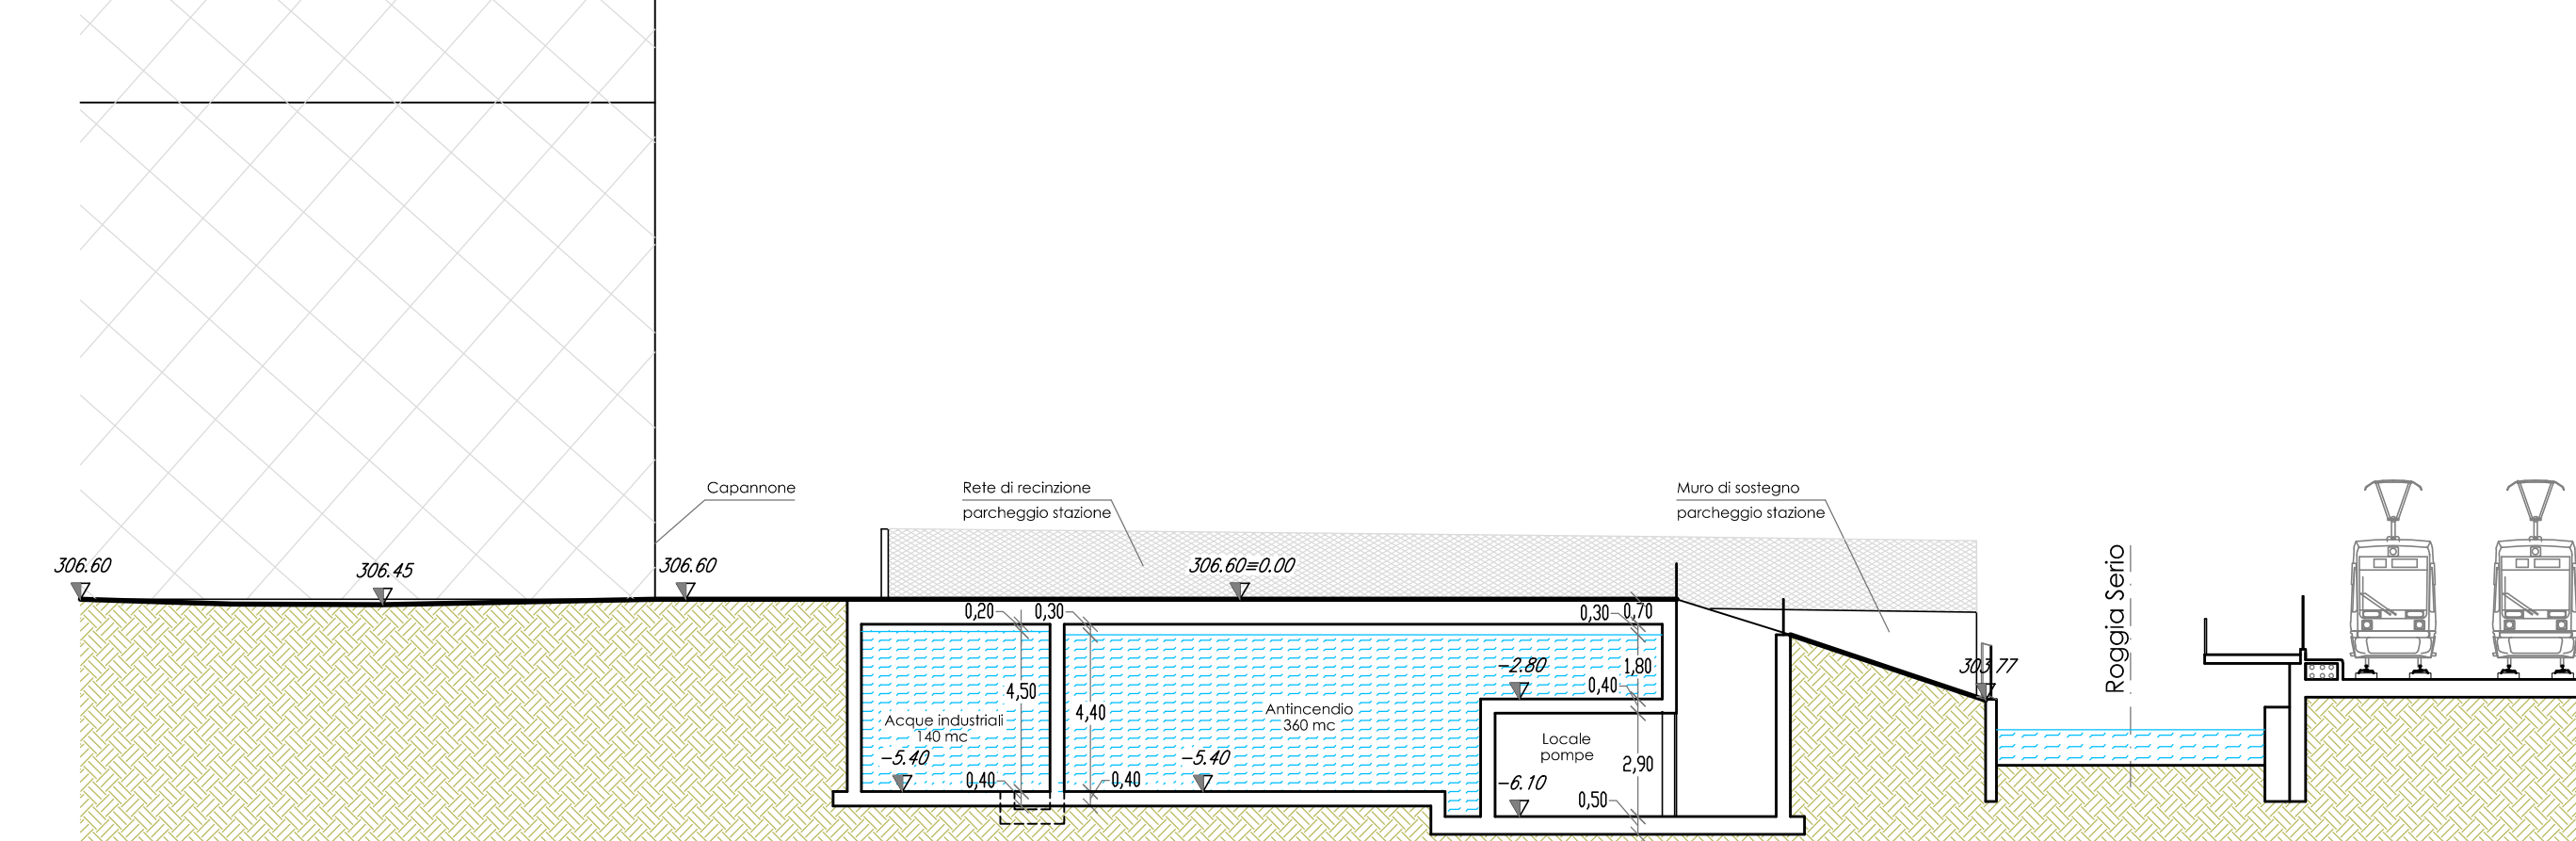 Capannone
Rete di recinzione
parcheggio stazione
Muro di sostegno
parcheggio stazione
306.60
306.45
306.60
306.60≡0.00
303.77
Roggia Serio
0,20
0,30
0,30
0,70
-2.80
1,80
0,40
4,50
4,40
Acque industriali
140 mc
Antincendio
360 mc
Locale
pompe
-5.40
-5.40
-6.10
2,90
0,40
0,40
0,50